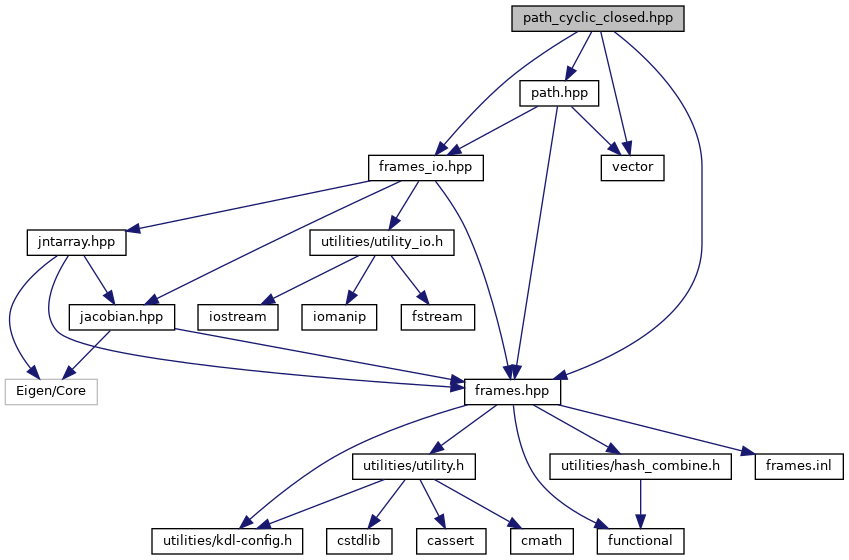 path_cyclic_closed.hpp
path.hpp
frames_io.hpp
vector
jntarray.hpp
utilities/utility_io.h
jacobian.hpp
iostream
iomanip
fstream
Eigen/Core
frames.hpp
utilities/utility.h
utilities/hash_combine.h
frames.inl
utilities/kdl-config.h
cstdlib
cassert
cmath
functional